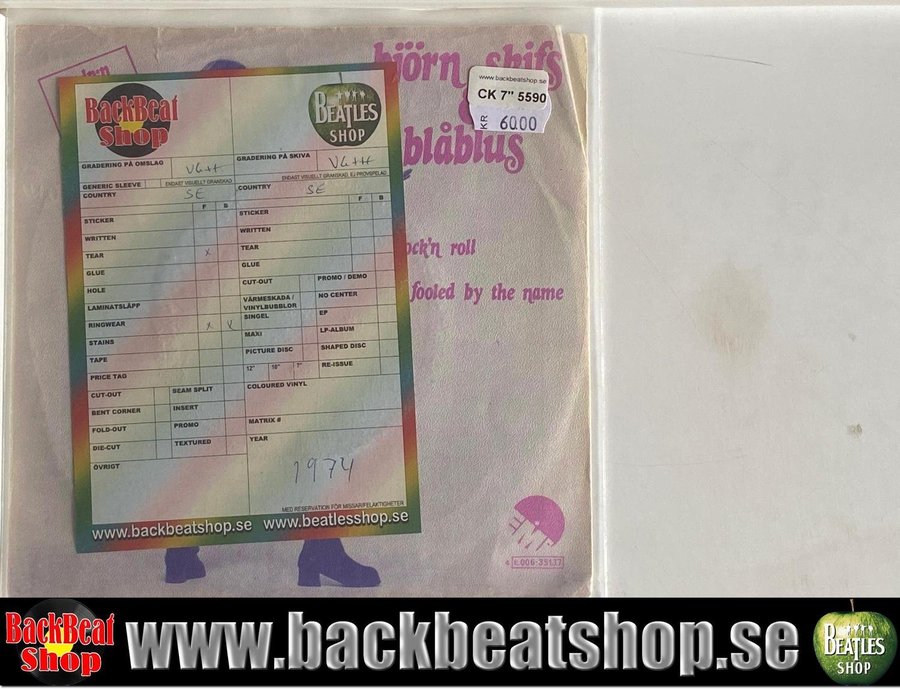 björn skifs
blåblus
www.backbeatshop.se
CK 7" 5590
KR 60.00
ock'n roll
fooled by the name
EMI
E 006-35137
BackBeat
Shop
BEATLES
SHOP
GRADERING PÅ OMSLAG VG++
GRADERING PÅ SKIVA VG++
GENERIC SLEEVE
ENDAST VISUELLT GRANSKAD
ENDAST VISUELLT GRANSKAD, EJ PROVSPELAD
COUNTRY SE
F B
STICKER
WRITTEN
TEAR x
GLUE
HOLE
LAMINATSLÄPP
RINGWEAR x x
STAINS
TAPE
PRICE TAG
CUT-OUT
SEAM SPLIT
BENT CORNER
INSERT
FOLD-OUT
PROMO
DIE-CUT
TEXTURED
ÖVRIGT
COUNTRY SE
F B
STICKER
WRITTEN
TEAR
GLUE
CUT-OUT
PROMO / DEMO
VÄRMESKADA /
VINYLBUBBLOR
NO CENTER
SINGEL
EP
MAXI
LP-ALBUM
PICTURE DISC
SHAPED DISC
12" 10" 7"
RE-ISSUE
COLOURED VINYL
MATRIX #
YEAR
1974
MED RESERVATION FÖR MISSAR/FELAKTIGHETER
www.backbeatshop.se www.beatlesshop.se
BackBeat
Shop
www.backbeatshop.se
BEATLES
SHOP